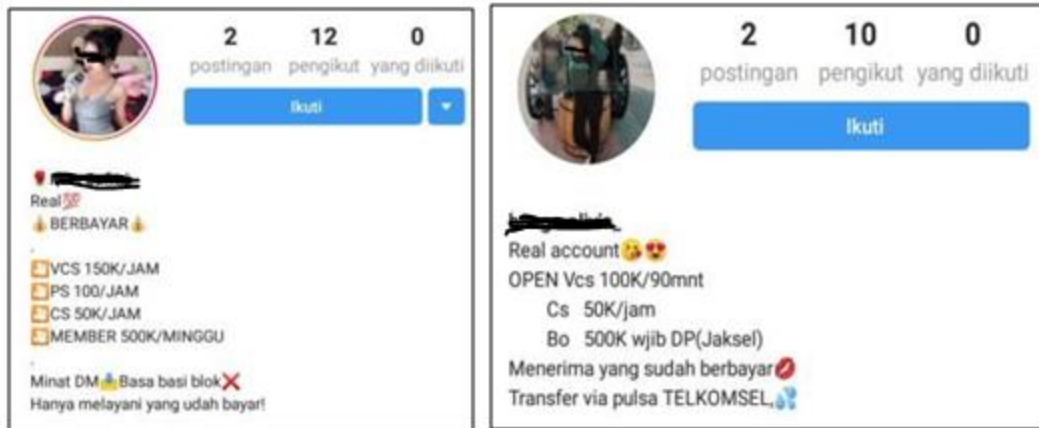 2 12 0
postingan pengikut yang diikuti
Ikuti
Real💯
💰BERBAYAR💰
.
VCS 150K/JAM
PS 100/JAM
CS 50K/JAM
MEMBER 500K/MINGGU
.
Minat DM📩Basa basi blok❌
Hanya melayani yang udah bayar!
2 10 0
postingan pengikut yang diikuti
Ikuti
Real account😘😍
OPEN Vcs 100K/90mnt
Cs 50K/jam
Bo 500K wjib DP(Jaksel)
Menerima yang sudah berbayar💋
Transfer via pulsa TELKOMSEL,💦